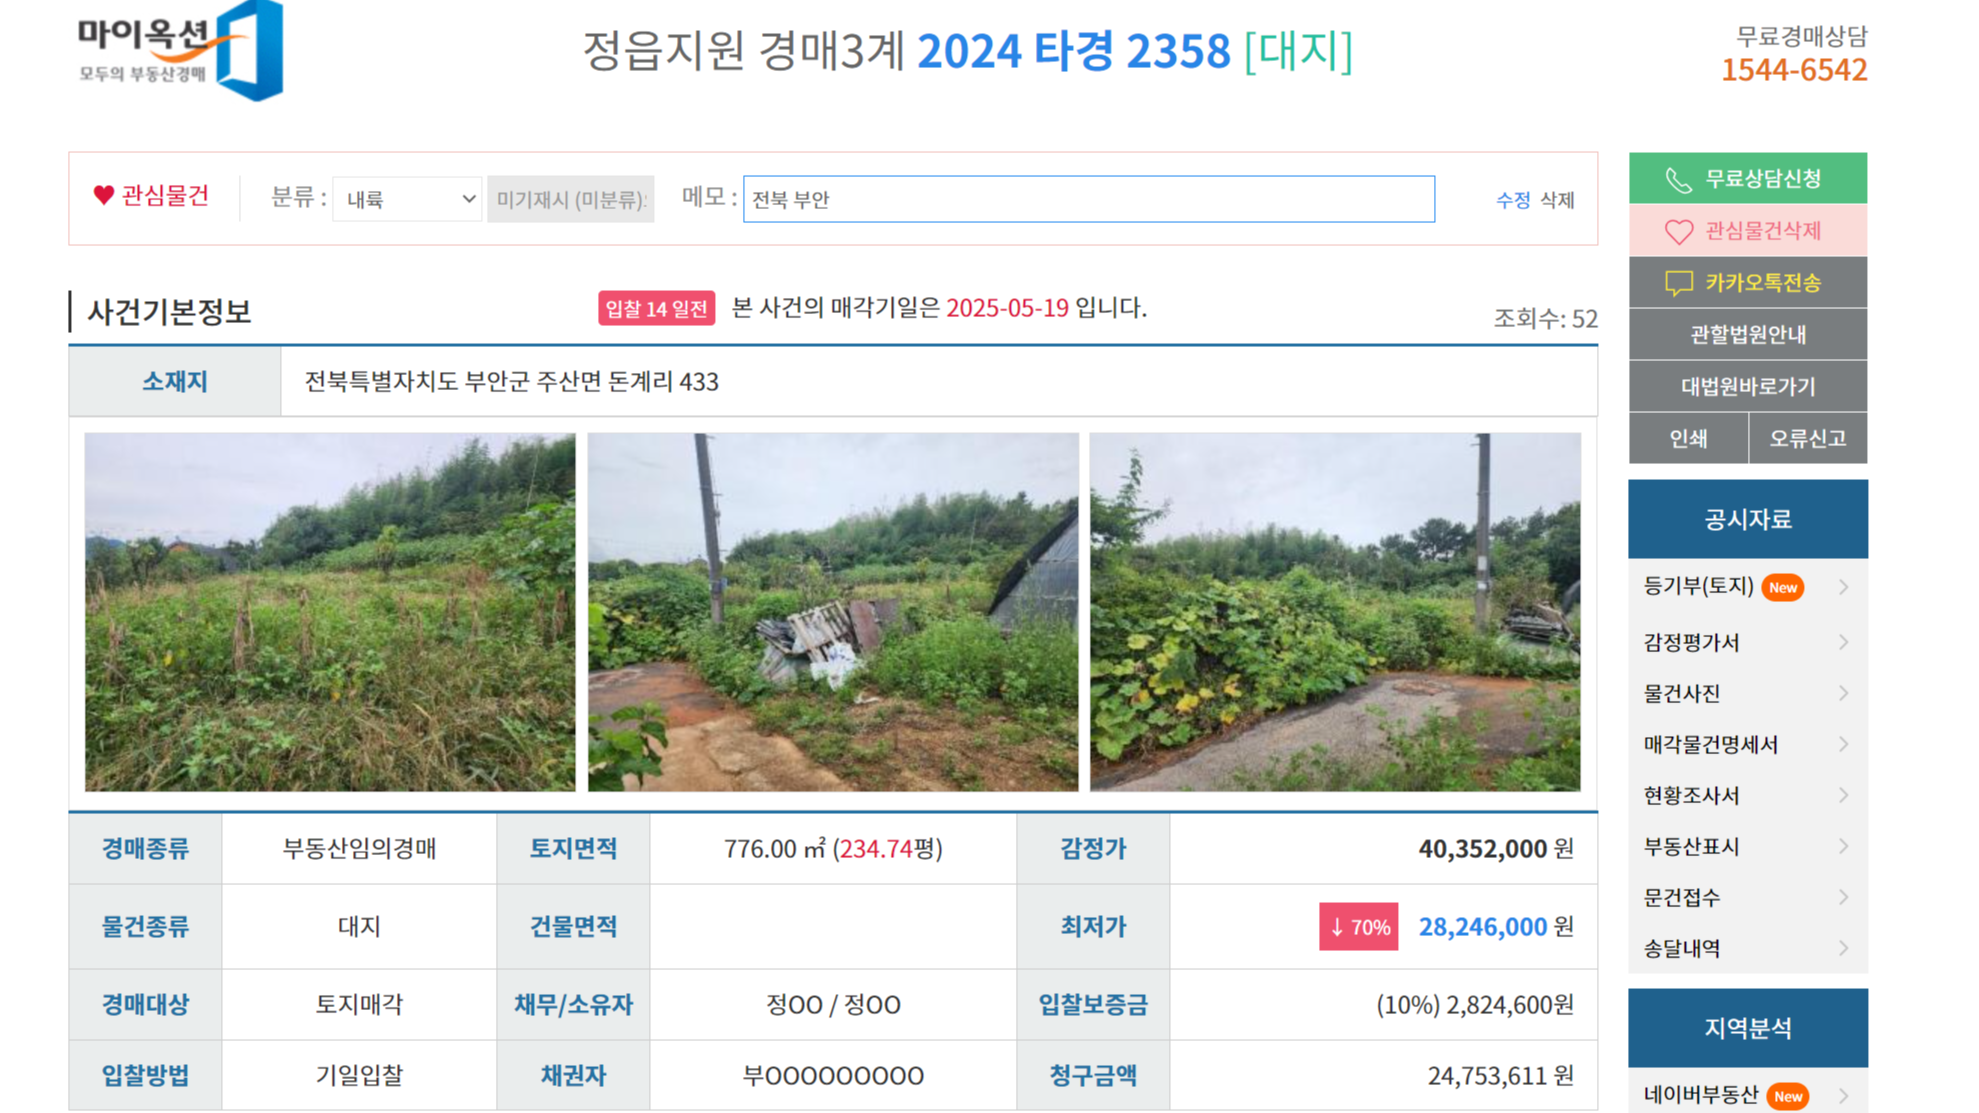 마이옥션
모두의 부동산경매
정읍지원 경매3계 2024 타경 2358 [대지]
무료경매상담
1544-6542
관심물건 분류 : 내륙 미기재시 (미분류) 메모 : 전북 부안 수정 삭제
사건기본정보 입찰 14 일전 본 사건의 매각기일은 2025-05-19 입니다. 조회수: 52
소재지 전북특별자치도 부안군 주산면 돈계리 433
경매종류 부동산임의경매 토지면적 776.00 ㎡ (234.74평) 감정가 40,352,000 원
물건종류 대지 건물면적 최저가 ↓ 70% 28,246,000 원
경매대상 토지매각 채무/소유자 정OO / 정OO 입찰보증금 (10%) 2,824,600원
입찰방법 기일입찰 채권자 부OOOOOOOOO 청구금액 24,753,611 원
무료상담신청
관심물건삭제
카카오톡전송
관할법원안내
대법원바로가기
인쇄 오류신고
공시자료
등기부(토지) New
감정평가서
물건사진
매각물건명세서
현황조사서
부동산표시
문건접수
송달내역
지역분석
네이버부동산 New